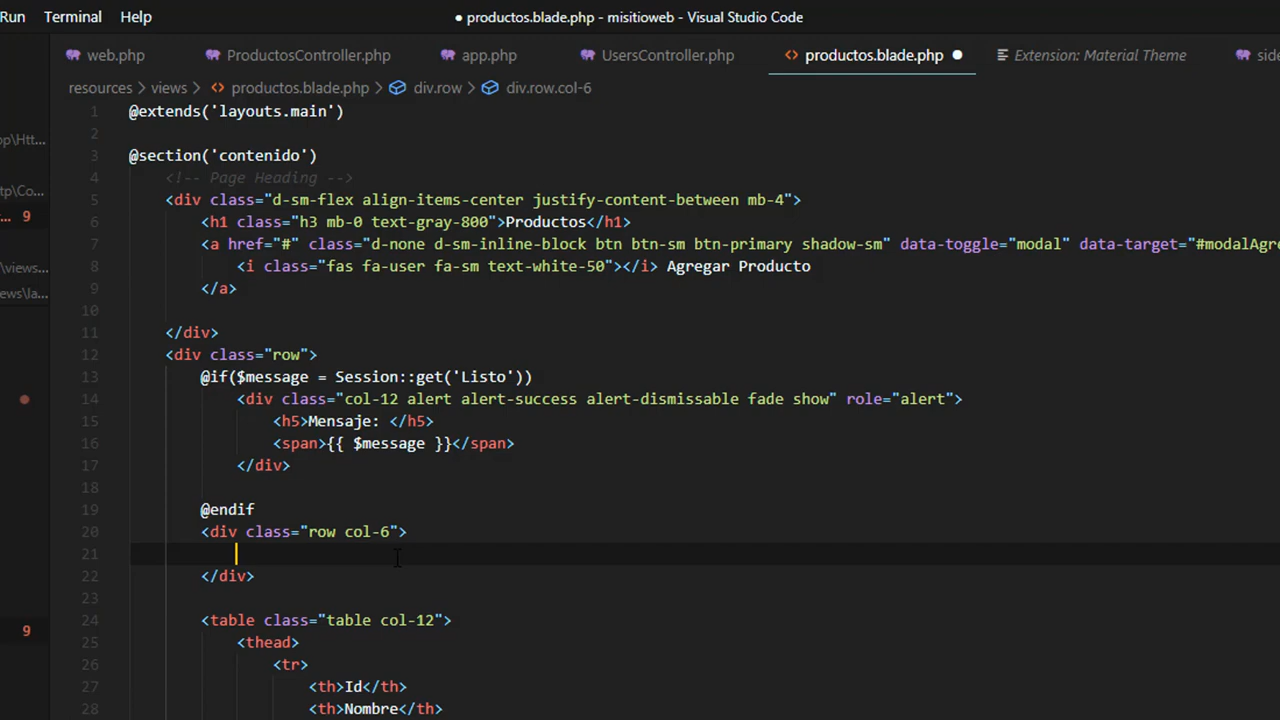 Run Terminal Help ● productos.blade.php - misitioweb - Visual Studio Code
web.php ProductosController.php app.php UsersController.php productos.blade.php ● Extension: Material Theme
resources > views > productos.blade.php > div.row > div.row.col-6
1 @extends('layouts.main')
2
3 @section('contenido')
4 <!-- Page Heading -->
5 <div class="d-sm-flex align-items-center justify-content-between mb-4">
6 <h1 class="h3 mb-0 text-gray-800">Productos</h1>
7 <a href="#" class="d-none d-sm-inline-block btn btn-sm btn-primary shadow-sm" data-toggle="modal" data-target="#modalAgre
8 <i class="fas fa-user fa-sm text-white-50"></i> Agregar Producto
9 </a>
10
11 </div>
12 <div class="row">
13 @if($message = Session::get('Listo'))
14 <div class="col-12 alert alert-success alert-dismissable fade show" role="alert">
15 <h5>Mensaje: </h5>
16 <span>{{ $message }}</span>
17 </div>
18
19 @endif
20 <div class="row col-6">
21
22 </div>
23
24 <table class="table col-12">
25 <thead>
26 <tr>
27 <th>Id</th>
28 <th>Nombre</th>
pp\Htt...
tp\Co...
... 9
\views...
ews\la...
9